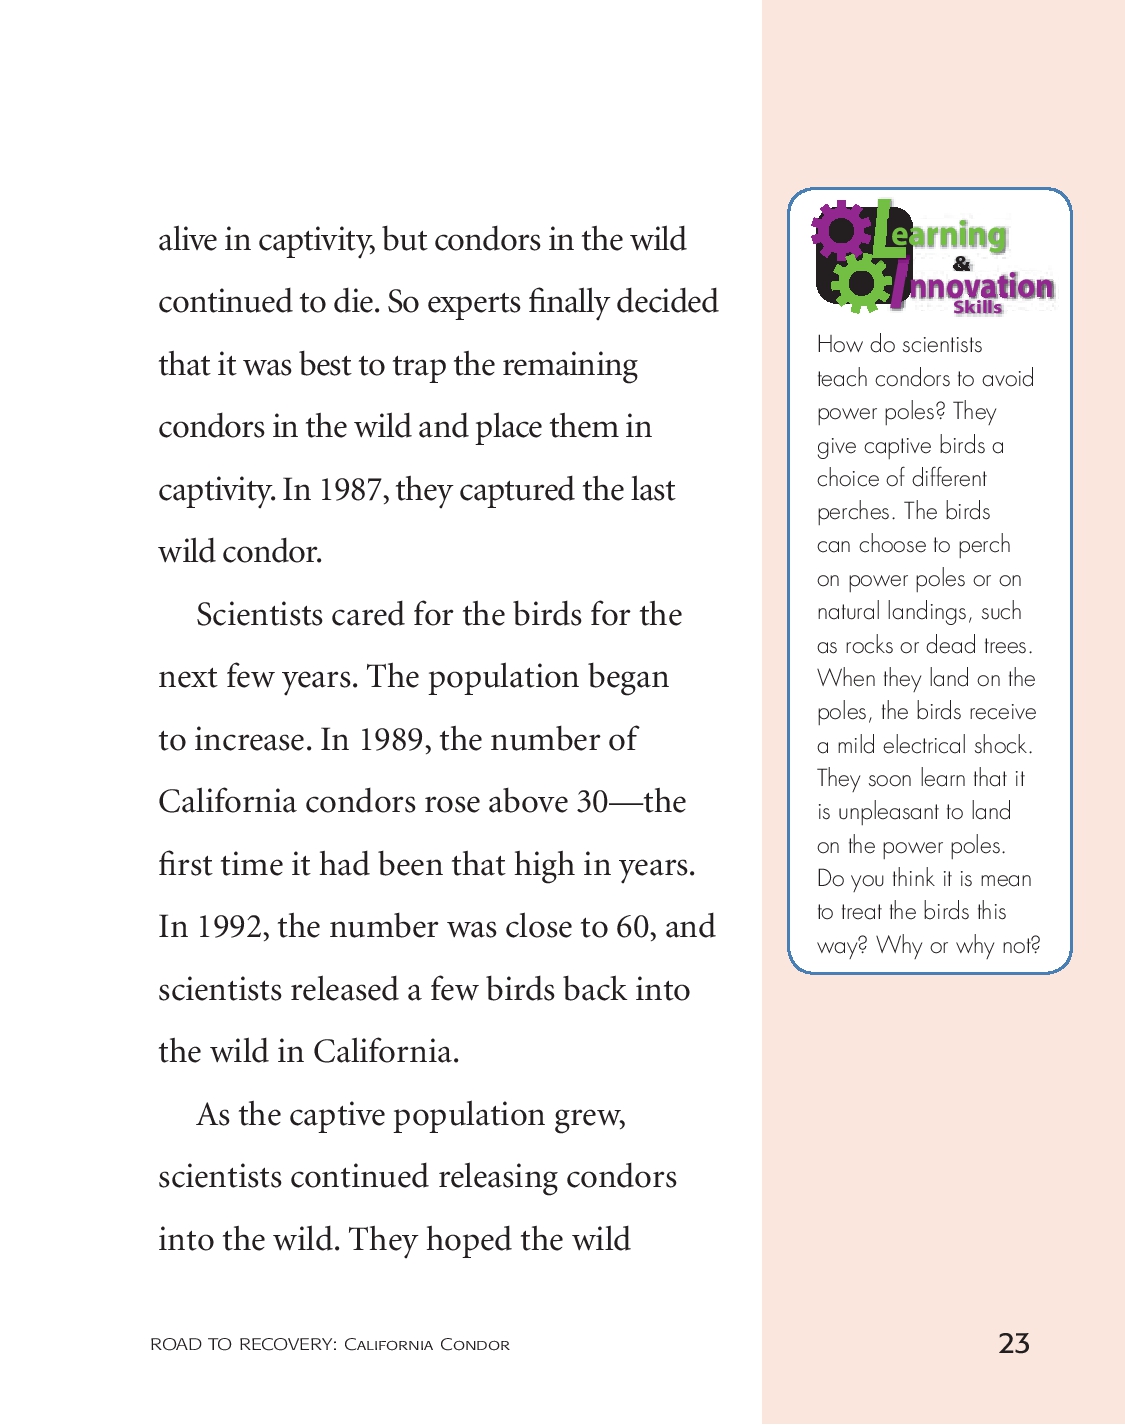 alive in captivity, but condors in the wild
continued to die. So experts finally decided
that it was best to trap the remaining
condors in the wild and place them in
captivity. In 1987, they captured the last
wild condor.
Scientists cared for the birds for the
next few years. The population began
to increase. In 1989, the number of
California condors rose above 30—the
first time it had been that high in years.
In 1992, the number was close to 60, and
scientists released a few birds back into
the wild in California.
As the captive population grew,
scientists continued releasing condors
into the wild. They hoped the wild
Learning
&
Innovation
Skills
How do scientists
teach condors to avoid
power poles? They
give captive birds a
choice of different
perches. The birds
can choose to perch
on power poles or on
natural landings, such
as rocks or dead trees.
When they land on the
poles, the birds receive
a mild electrical shock.
They soon learn that it
is unpleasant to land
on the power poles.
Do you think it is mean
to treat the birds this
way? Why or why not?
ROAD TO RECOVERY: California Condor
23